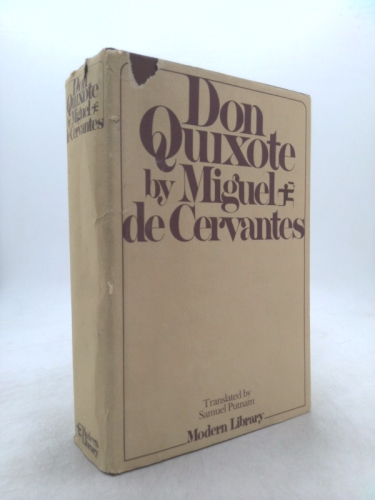 Don
Quixote
by Miguel
de Cervantes
Translated by
Samuel Putnam
Modern Library
Don
Quixote
by Miguel
de Cervantes
Modern
Library